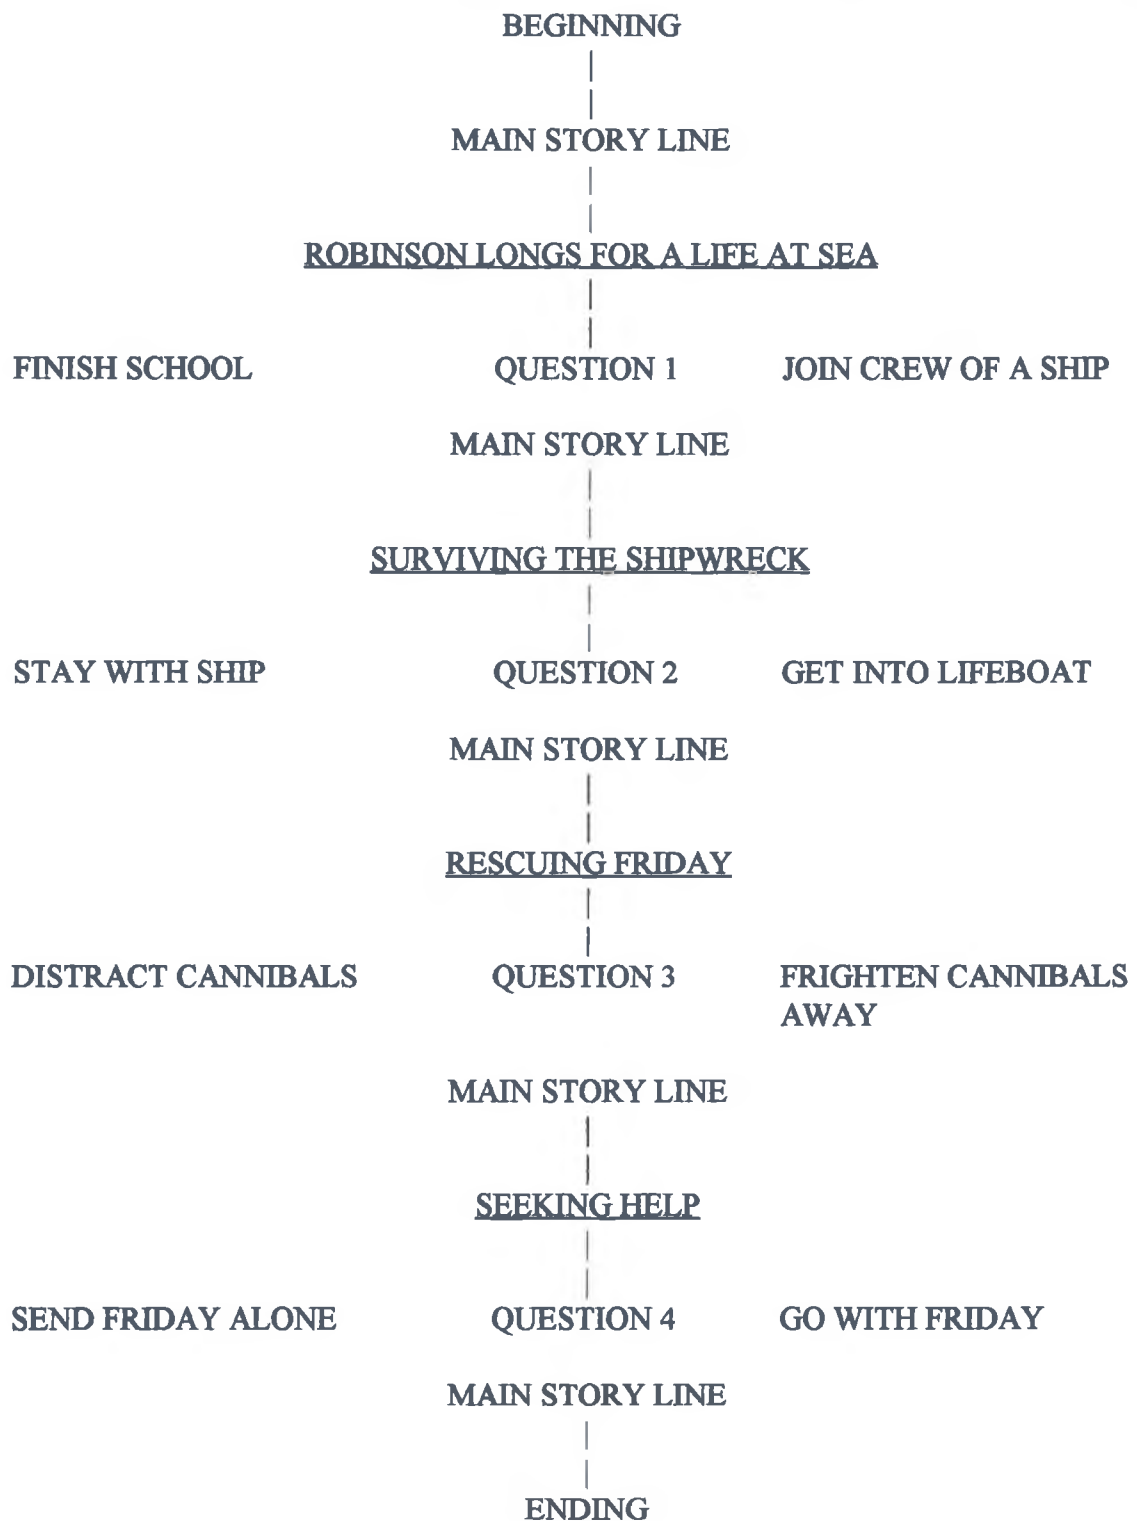 BEGINNING
MAIN STORY LINE
ROBINSON LONGS FOR A LIFE AT SEA
FINISH SCHOOL QUESTION 1 JOIN CREW OF A SHIP
MAIN STORY LINE
SURVIVING THE SHIPWRECK
STAY WITH SHIP QUESTION 2 GET INTO LIFEBOAT
MAIN STORY LINE
RESCUING FRIDAY
DISTRACT CANNIBALS QUESTION 3 FRIGHTEN CANNIBALS
AWAY
MAIN STORY LINE
SEEKING HELP
SEND FRIDAY ALONE QUESTION 4 GO WITH FRIDAY
MAIN STORY LINE
ENDING